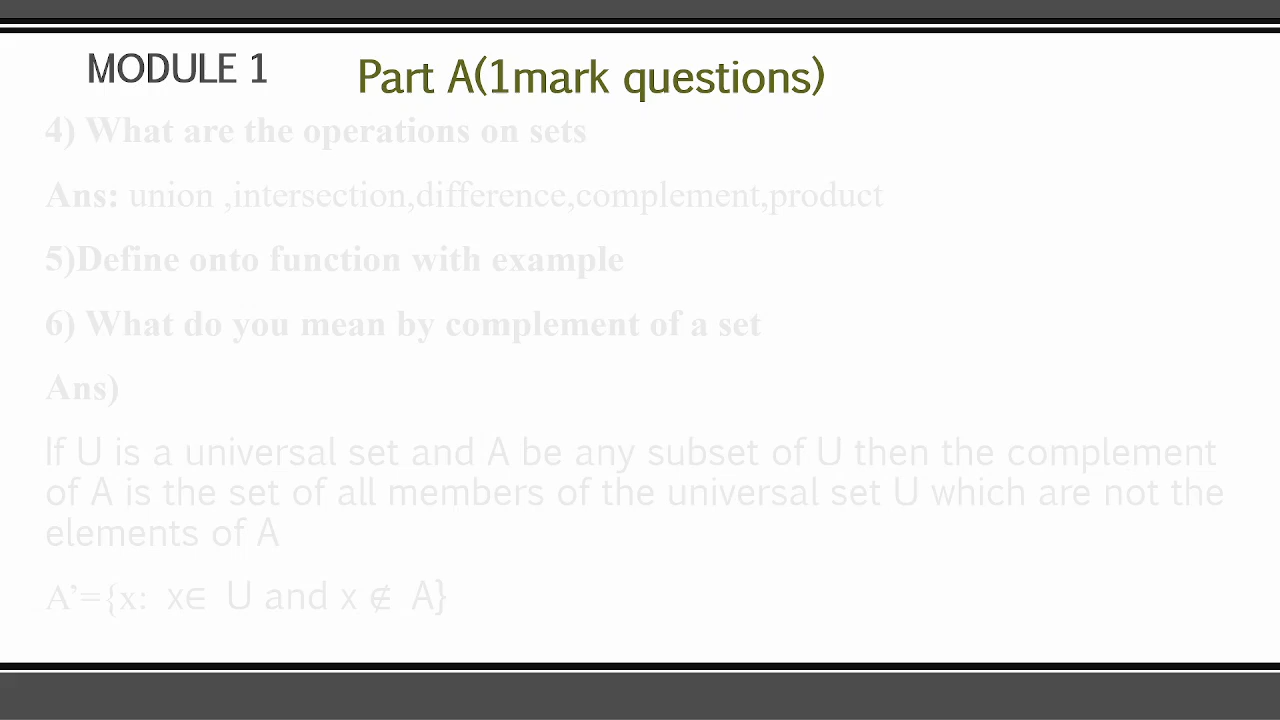 MODULE 1
Part A(1mark questions)
4) What are the operations on sets
Ans: union ,intersection,difference,complement,product
5)Define onto function with example
6) What do you mean by complement of a set
Ans)
If U is a universal set and A be any subset of U then the complement
of A is the set of all members of the universal set U which are not the
elements of A
A’={x: x∈ U and x ∉ A}